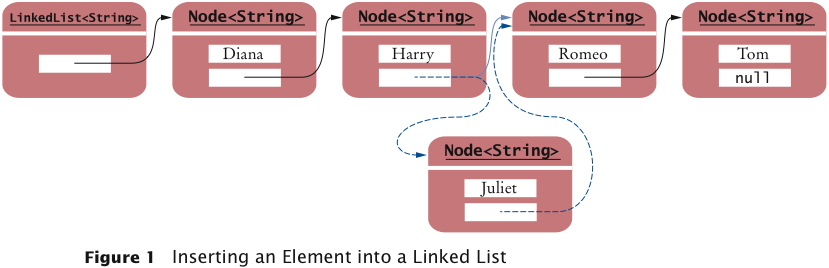 LinkedList<String>
Node<String>
Node<String>
Node<String>
Node<String>
Diana
Harry
Romeo
Tom
null
Node<String>
Juliet
Figure 1 Inserting an Element into a Linked List